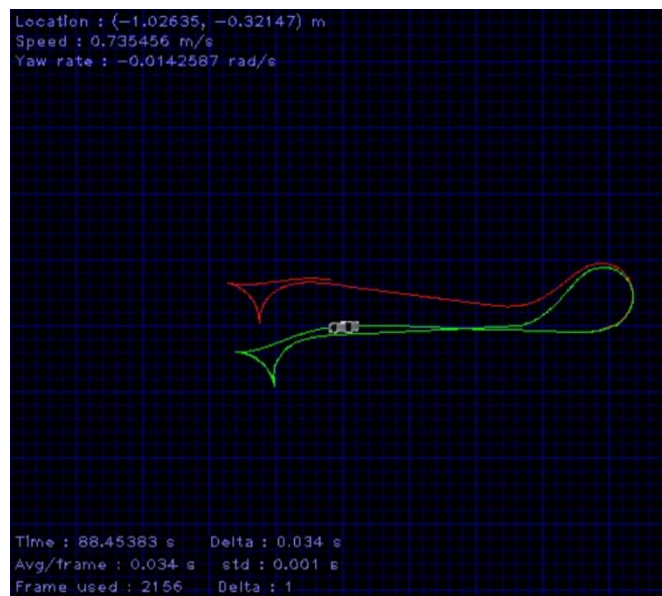 Location : (-1.02635, -0.32147) m
Speed : 0.735456 m/s
Yaw rate : -0.0142587 rad/s
Time : 88.45383 s Delta : 0.034 s
Avg/frame : 0.034 s std : 0.001 s
Frame used : 2156 Delta : 1